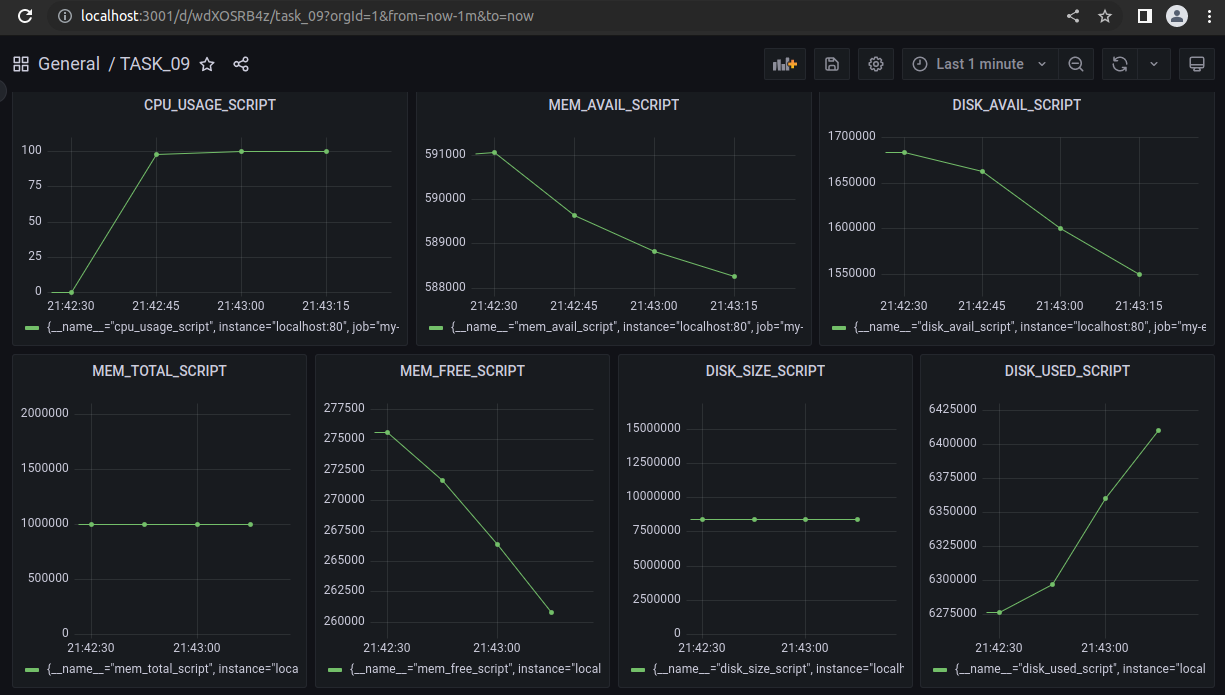 localhost:3001/d/wdXOSRB4z/task_09?orgId=1&from=now-1m&to=now
General / TASK_09
Last 1 minute
CPU_USAGE_SCRIPT
100
75
50
25
0
21:42:30 21:42:45 21:43:00 21:43:15
{__name__="cpu_usage_script", instance="localhost:80", job="my-
MEM_AVAIL_SCRIPT
591000
590000
589000
588000
21:42:30 21:42:45 21:43:00 21:43:15
{__name__="mem_avail_script", instance="localhost:80", job="my-
DISK_AVAIL_SCRIPT
1700000
1650000
1600000
1550000
21:42:30 21:42:45 21:43:00 21:43:15
{__name__="disk_avail_script", instance="localhost:80", job="my-e
MEM_TOTAL_SCRIPT
2000000
1500000
1000000
500000
0
21:42:30 21:43:00
{__name__="mem_total_script", instance="loca
MEM_FREE_SCRIPT
277500
275000
272500
270000
267500
265000
262500
260000
21:42:30 21:43:00
{__name__="mem_free_script", instance="local
DISK_SIZE_SCRIPT
15000000
12500000
10000000
7500000
5000000
2500000
0
21:42:30 21:43:00
{__name__="disk_size_script", instance="localh
DISK_USED_SCRIPT
6425000
6400000
6375000
6350000
6325000
6300000
6275000
21:42:30 21:43:00
{__name__="disk_used_script", instance="local